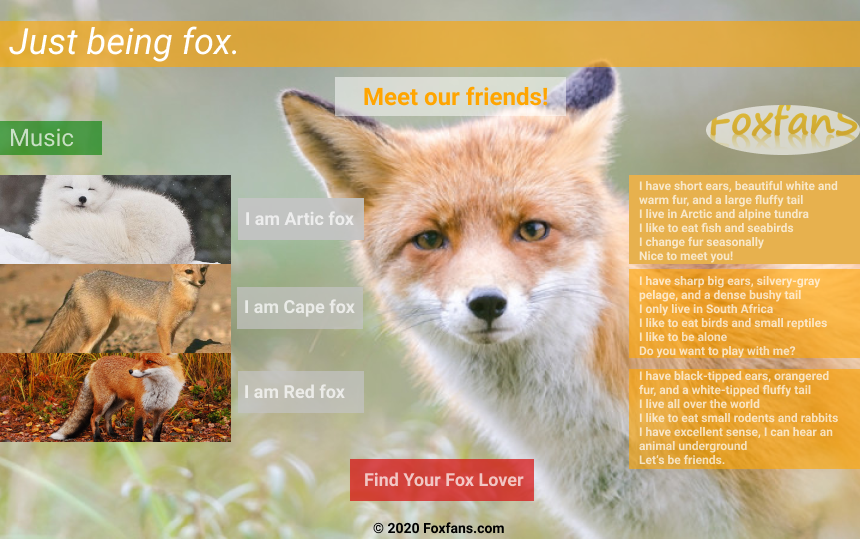 Just being fox.
Meet our friends!
Foxfans
Music
I am Artic fox
I have short ears, beautiful white and
warm fur, and a large fluffy tail
I live in Arctic and alpine tundra
I like to eat fish and seabirds
I change fur seasonally
Nice to meet you!
I am Cape fox
I have sharp big ears, silvery-gray
pelage, and a dense bushy tail
I only live in South Africa
I like to eat birds and small reptiles
I like to be alone
Do you want to play with me?
I am Red fox
I have black-tipped ears, orangered
fur, and a white-tipped fluffy tail
I live all over the world
I like to eat small rodents and rabbits
I have excellent sense, I can hear an
animal underground
Let's be friends.
Find Your Fox Lover
© 2020 Foxfans.com